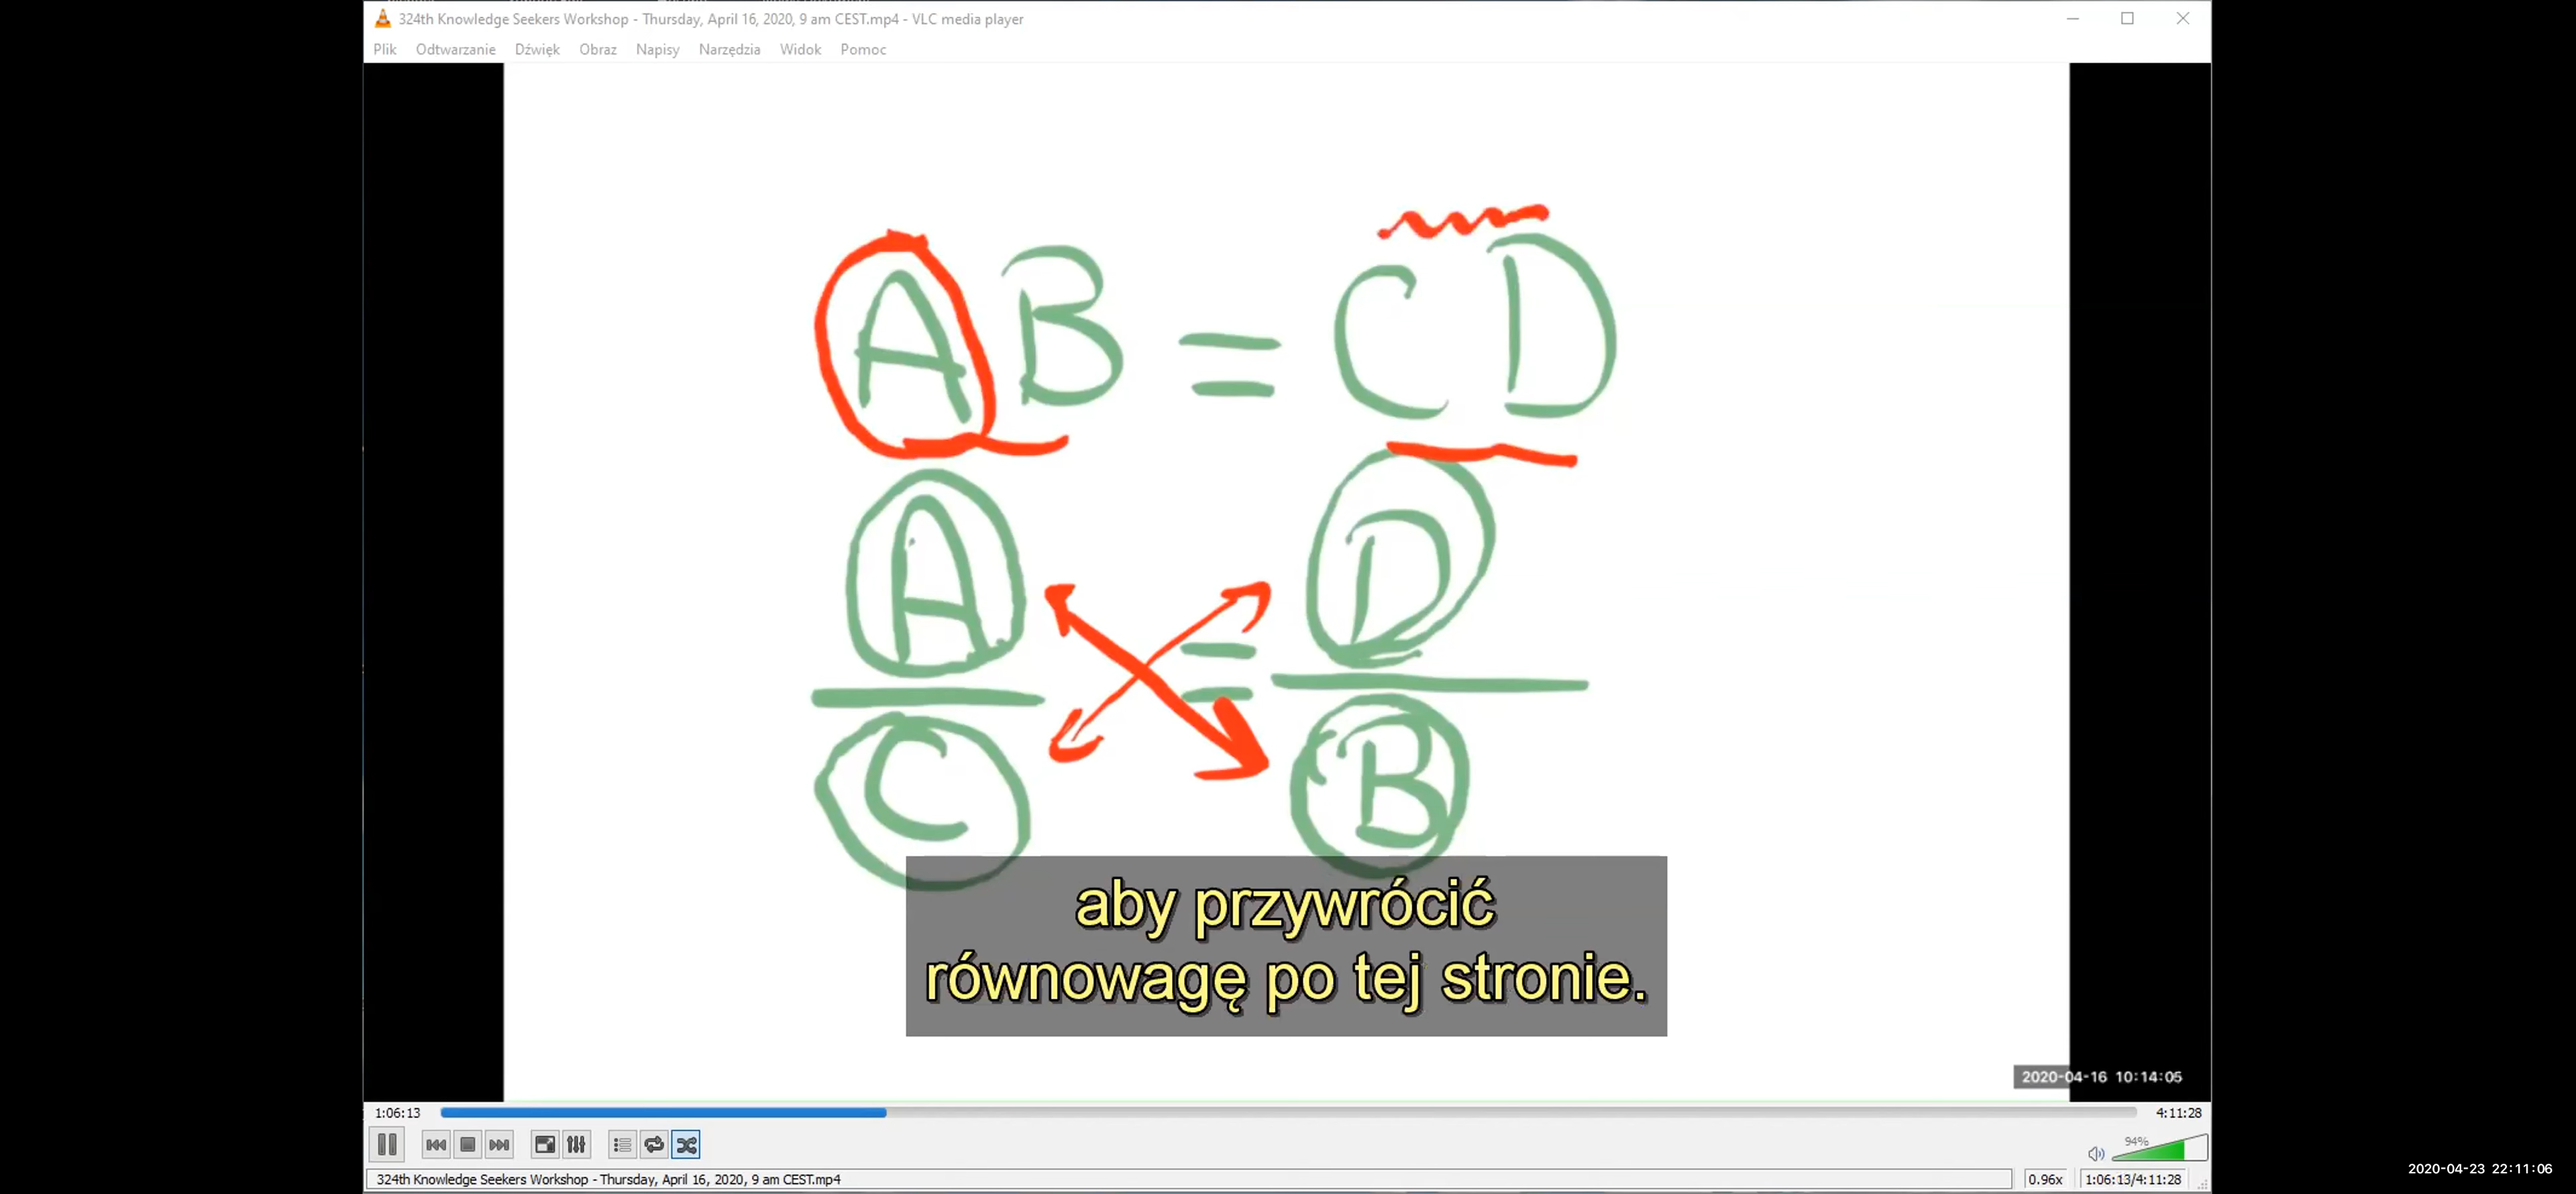 324th Knowledge Seekers Workshop - Thursday, April 16, 2020, 9 am CEST.mp4 - VLC media player
Plik Odtwarzanie Dźwięk Obraz Napisy Narzędzia Widok Pomoc
AB = CD
A = D
C B
aby przywrócić
równowagę po tej stronie.
2020-04-16 10:14:05
1:06:13 4:11:28
94%
324th Knowledge Seekers Workshop - Thursday, April 16, 2020, 9 am CEST.mp4 0.96x 1:06:13/4:11:28
2020-04-23 22:11:06